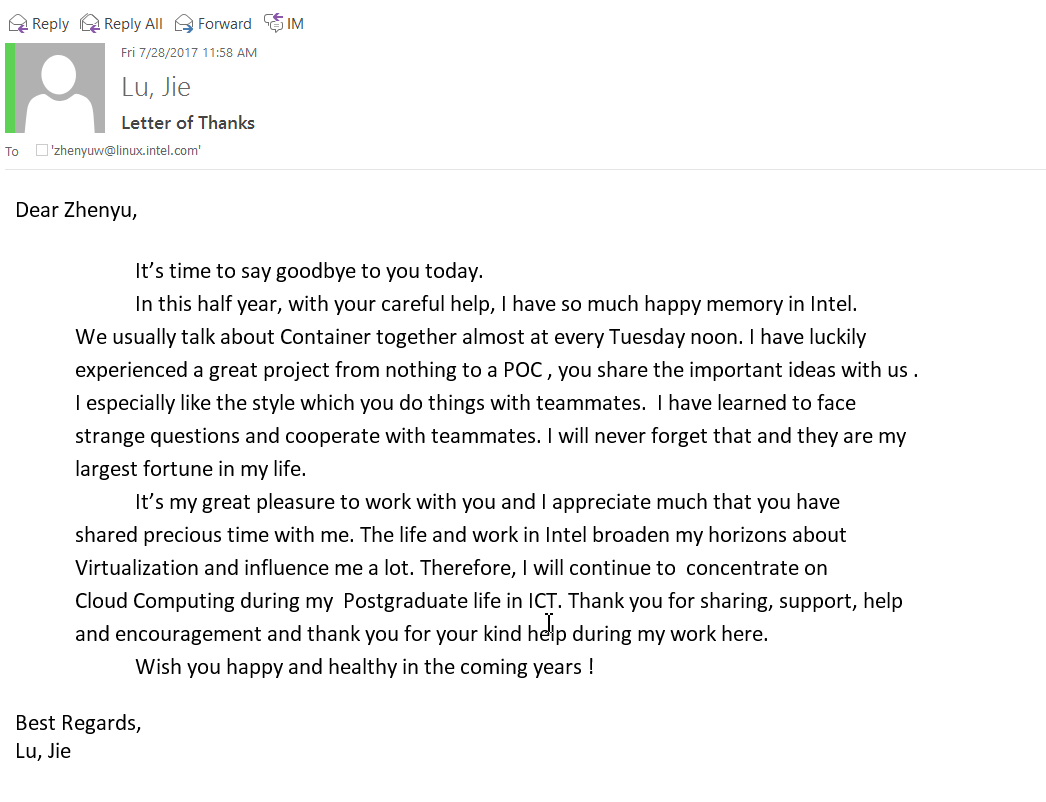 Reply Reply All Forward IM
Fri 7/28/2017 11:58 AM
Lu, Jie
Letter of Thanks
To 'zhenyuw@linux.intel.com'
Dear Zhenyu,
It’s time to say goodbye to you today.
In this half year, with your careful help, I have so much happy memory in Intel.
We usually talk about Container together almost at every Tuesday noon. I have luckily
experienced a great project from nothing to a POC , you share the important ideas with us .
I especially like the style which you do things with teammates.  I have learned to face
strange questions and cooperate with teammates. I will never forget that and they are my
largest fortune in my life.
It’s my great pleasure to work with you and I appreciate much that you have
shared precious time with me. The life and work in Intel broaden my horizons about
Virtualization and influence me a lot. Therefore, I will continue to  concentrate on
Cloud Computing during my  Postgraduate life in ICT. Thank you for sharing, support, help
and encouragement and thank you for your kind help during my work here.
Wish you happy and healthy in the coming years !
Best Regards,
Lu, Jie